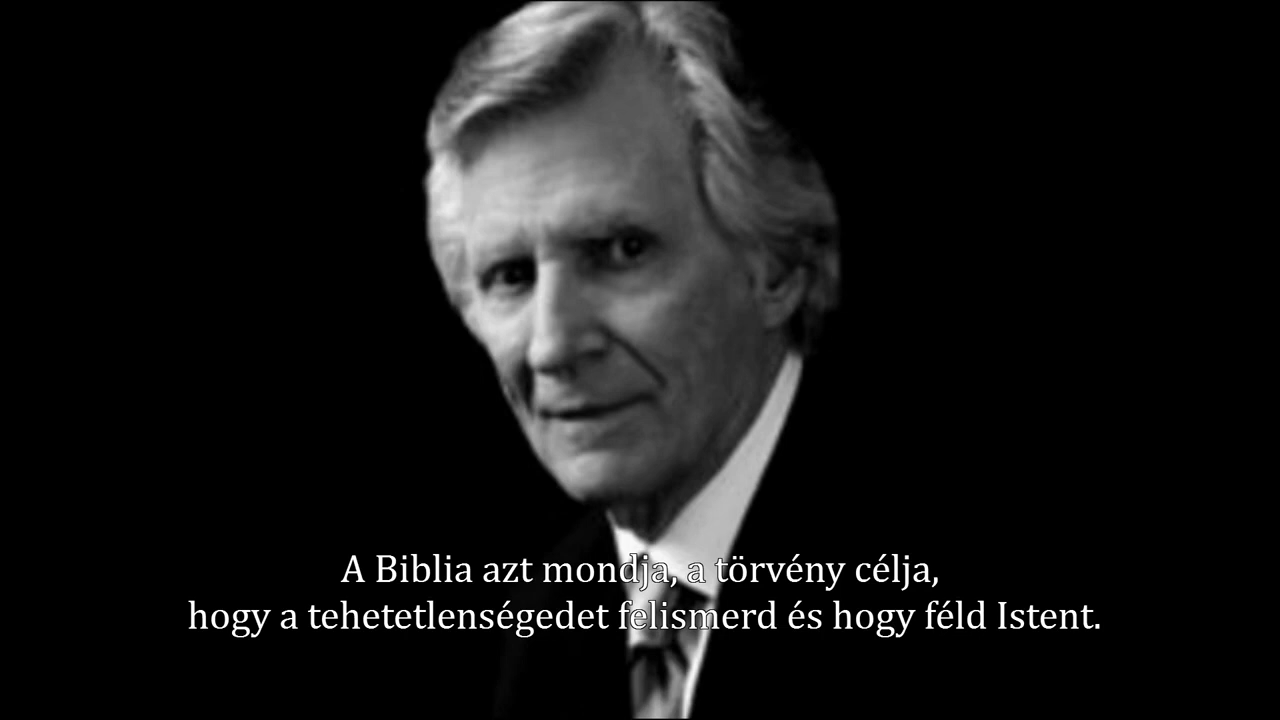 A Biblia azt mondja, a törvény célja,
hogy a tehetetlenségedet felismerd és hogy féld Istent.